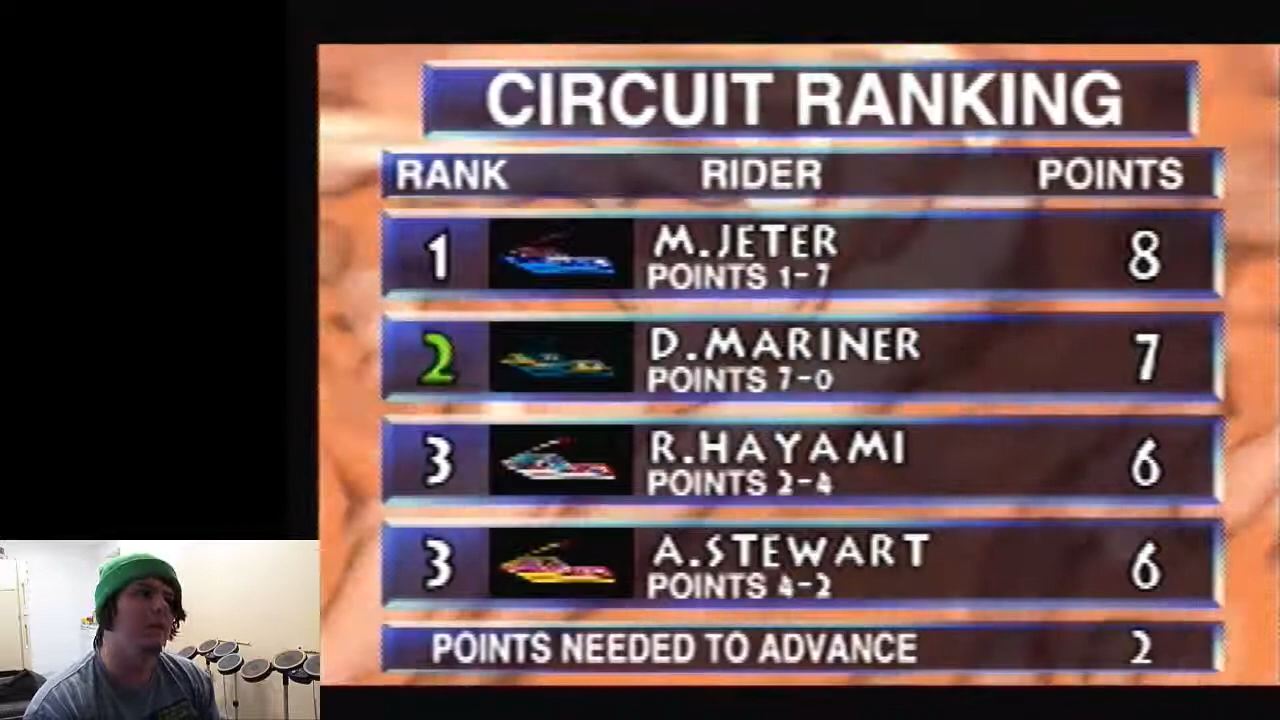 CIRCUIT RANKING
RANK RIDER POINTS
1 M.JETER 8
POINTS 1-7
2 D.MARINER 7
POINTS 7-0
3 R.HAYAMI 6
POINTS 2-4
3 A.STEWART 6
POINTS 4-2
POINTS NEEDED TO ADVANCE 2